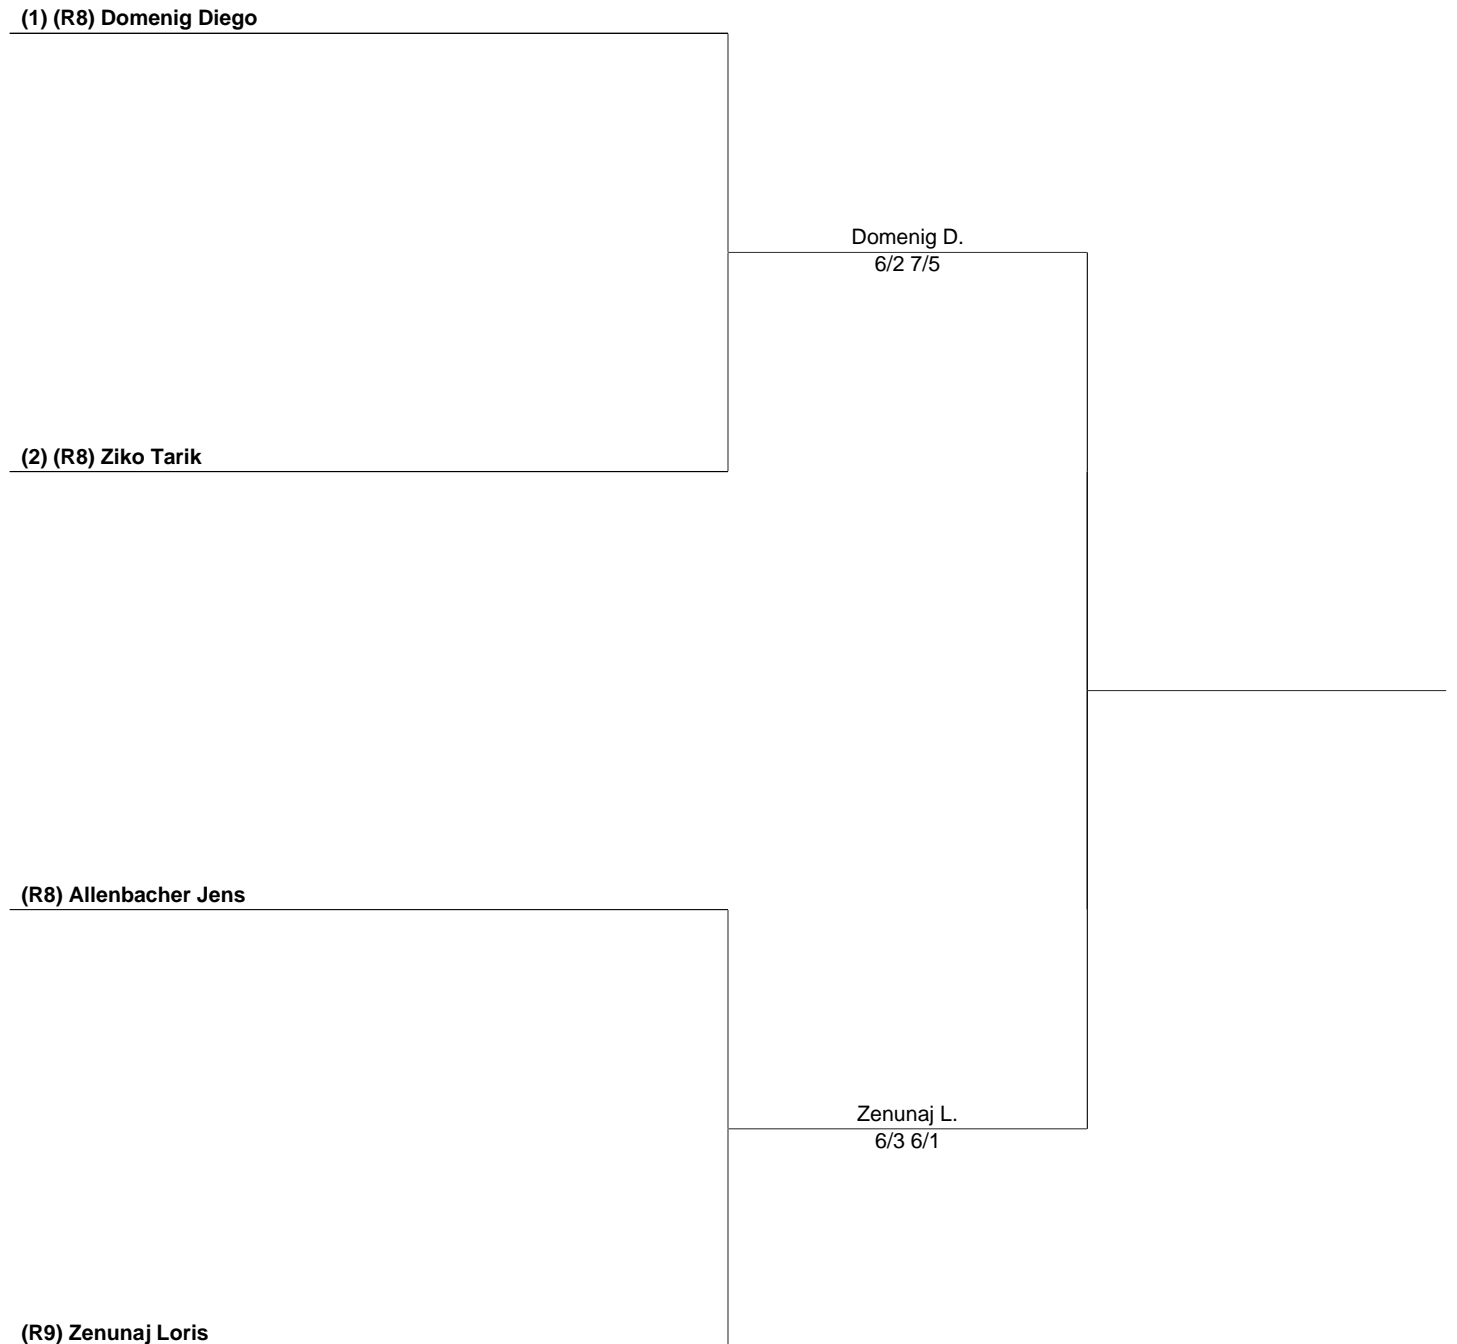 (1) (R8) Domenig Diego
Domenig D.
6/2 7/5
(2) (R8) Ziko Tarik
(R8) Allenbacher Jens
Zenunaj L.
6/3 6/1
(R9) Zenunaj Loris